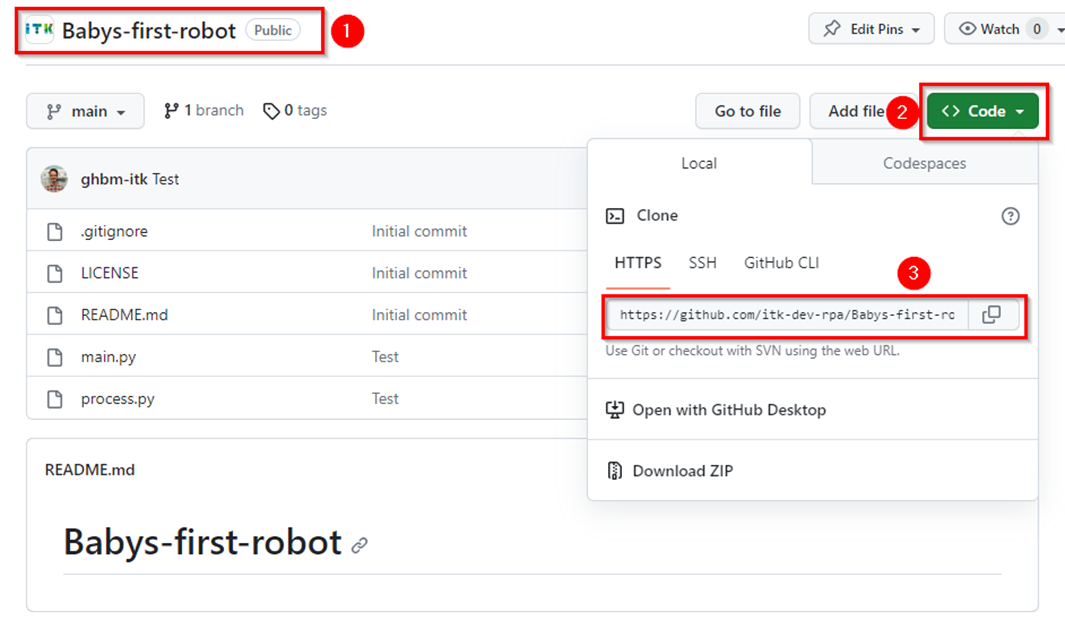 iTK Babys-first-robot Public 1 Edit Pins Watch 0
main 1 branch 0 tags Go to file Add file 2 <> Code
Local Codespaces
ghbm-itk Test
Clone
.gitignore Initial commit
HTTPS SSH GitHub CLI
LICENSE Initial commit
3
README.md Initial commit
https://github.com/itk-dev-rpa/Babys-first-ro
main.py Test
Use Git or checkout with SVN using the web URL.
process.py Test
Open with GitHub Desktop
README.md
Download ZIP
Babys-first-robot